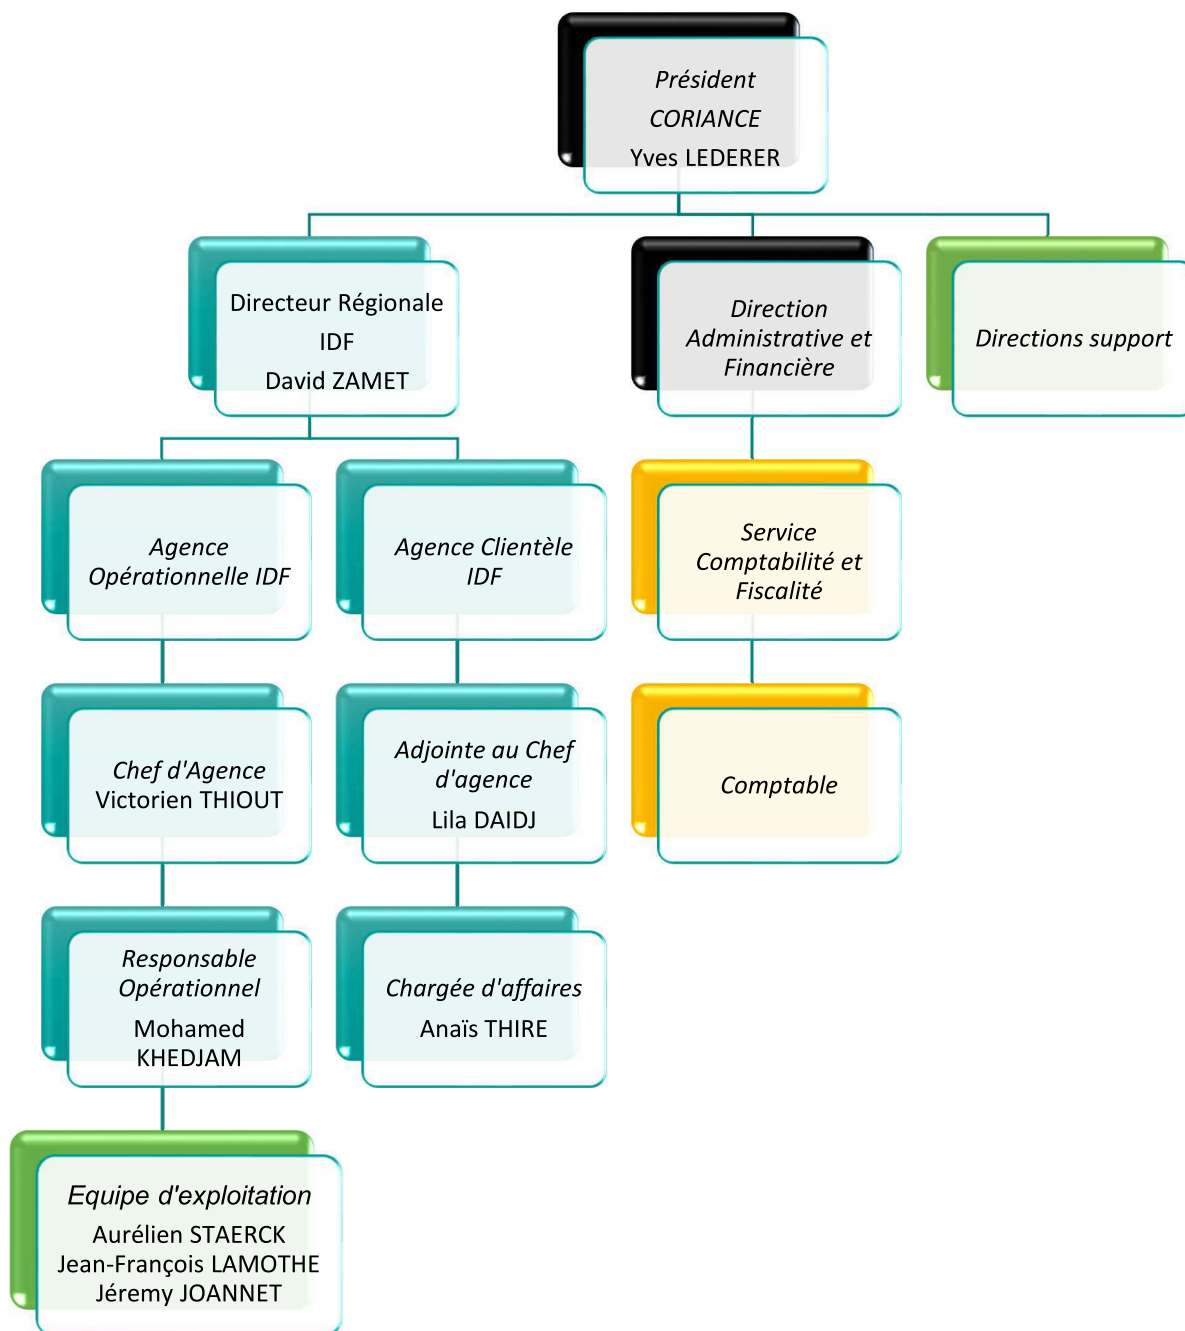 Président
CORIANCE
Yves LEDERER
Directeur Régionale
IDF
David ZAMET
Direction
Administrative et
Financière
Directions support
Agence
Opérationnelle IDF
Agence Clientèle
IDF
Service
Comptabilité et
Fiscalité
Chef d'Agence
Victorien THIOUT
Adjointe au Chef
d'agence
Lila DAIDJ
Comptable
Responsable
Opérationnel
Mohamed
KHEDJAM
Chargée d'affaires
Anaïs THIRE
Equipe d'exploitation
Aurélien STAERCK
Jean-François LAMOTHE
Jéremy JOANNET